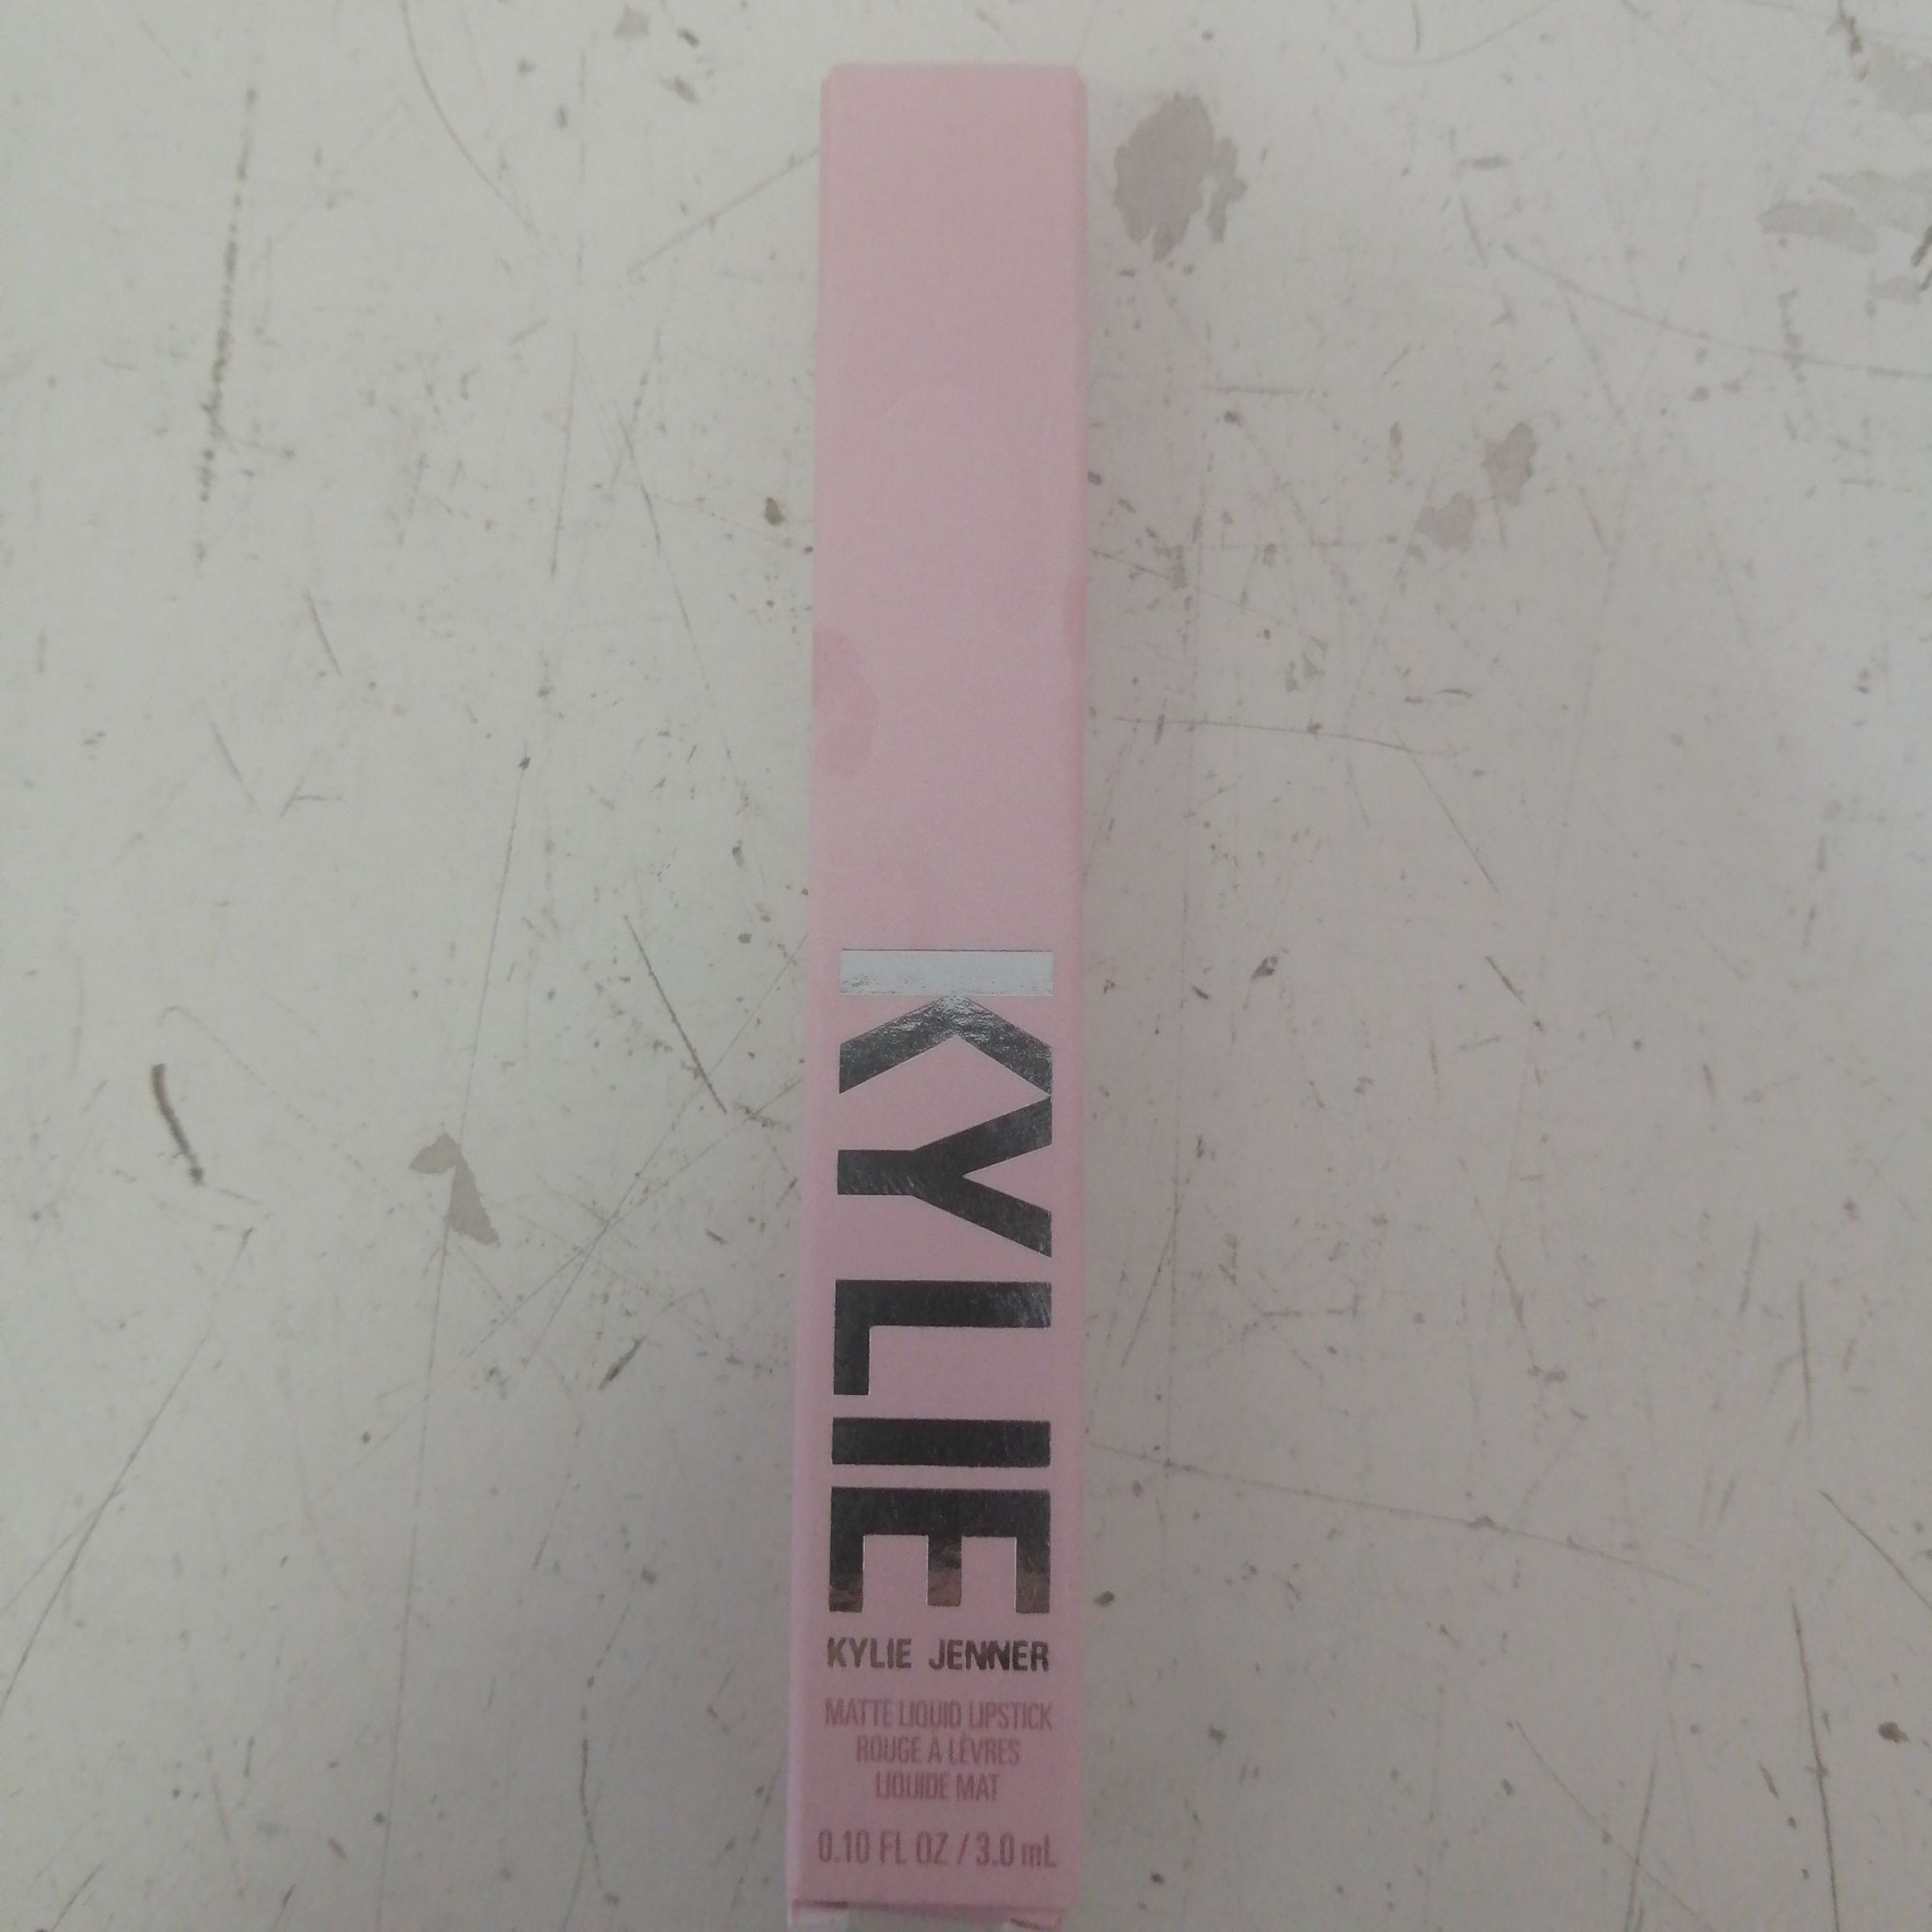 KYLIE
KYLIE JENNER
MATTE LIQUID LIPSTICK
ROUGE À LÈVRES
LIQUIDE MAT
0.10 FL OZ / 3.0 mL